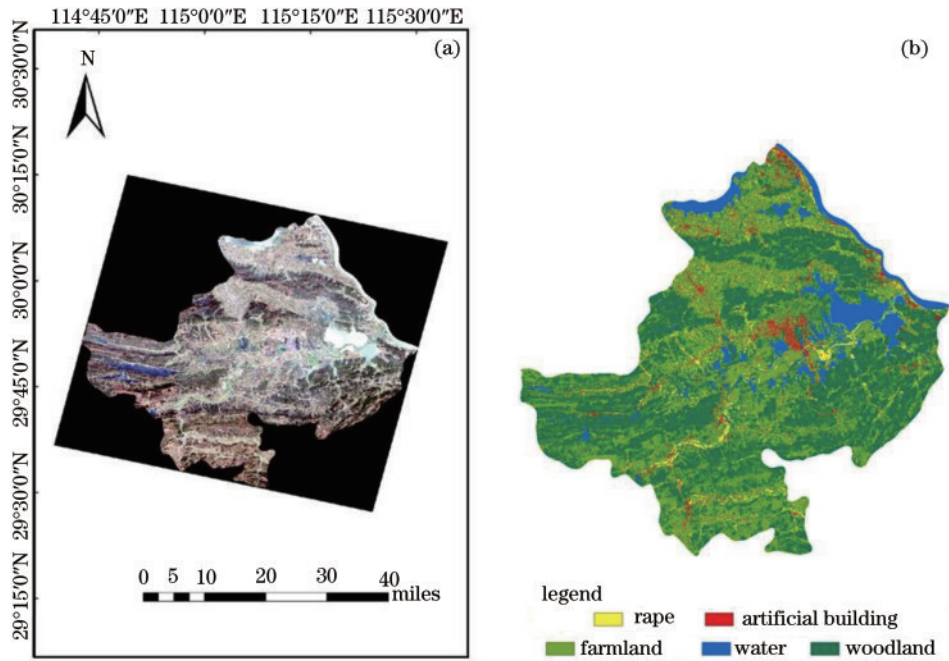 114°45′0″E 115°0′0″E 115°15′0″E 115°30′0″E
(a)
(b)
N
30°30′0″N
30°15′0″N
30°0′0″N
29°45′0″N
29°30′0″N
29°15′0″N
0 5 10 20 30 40
miles
legend
rape artificial building
farmland water woodland